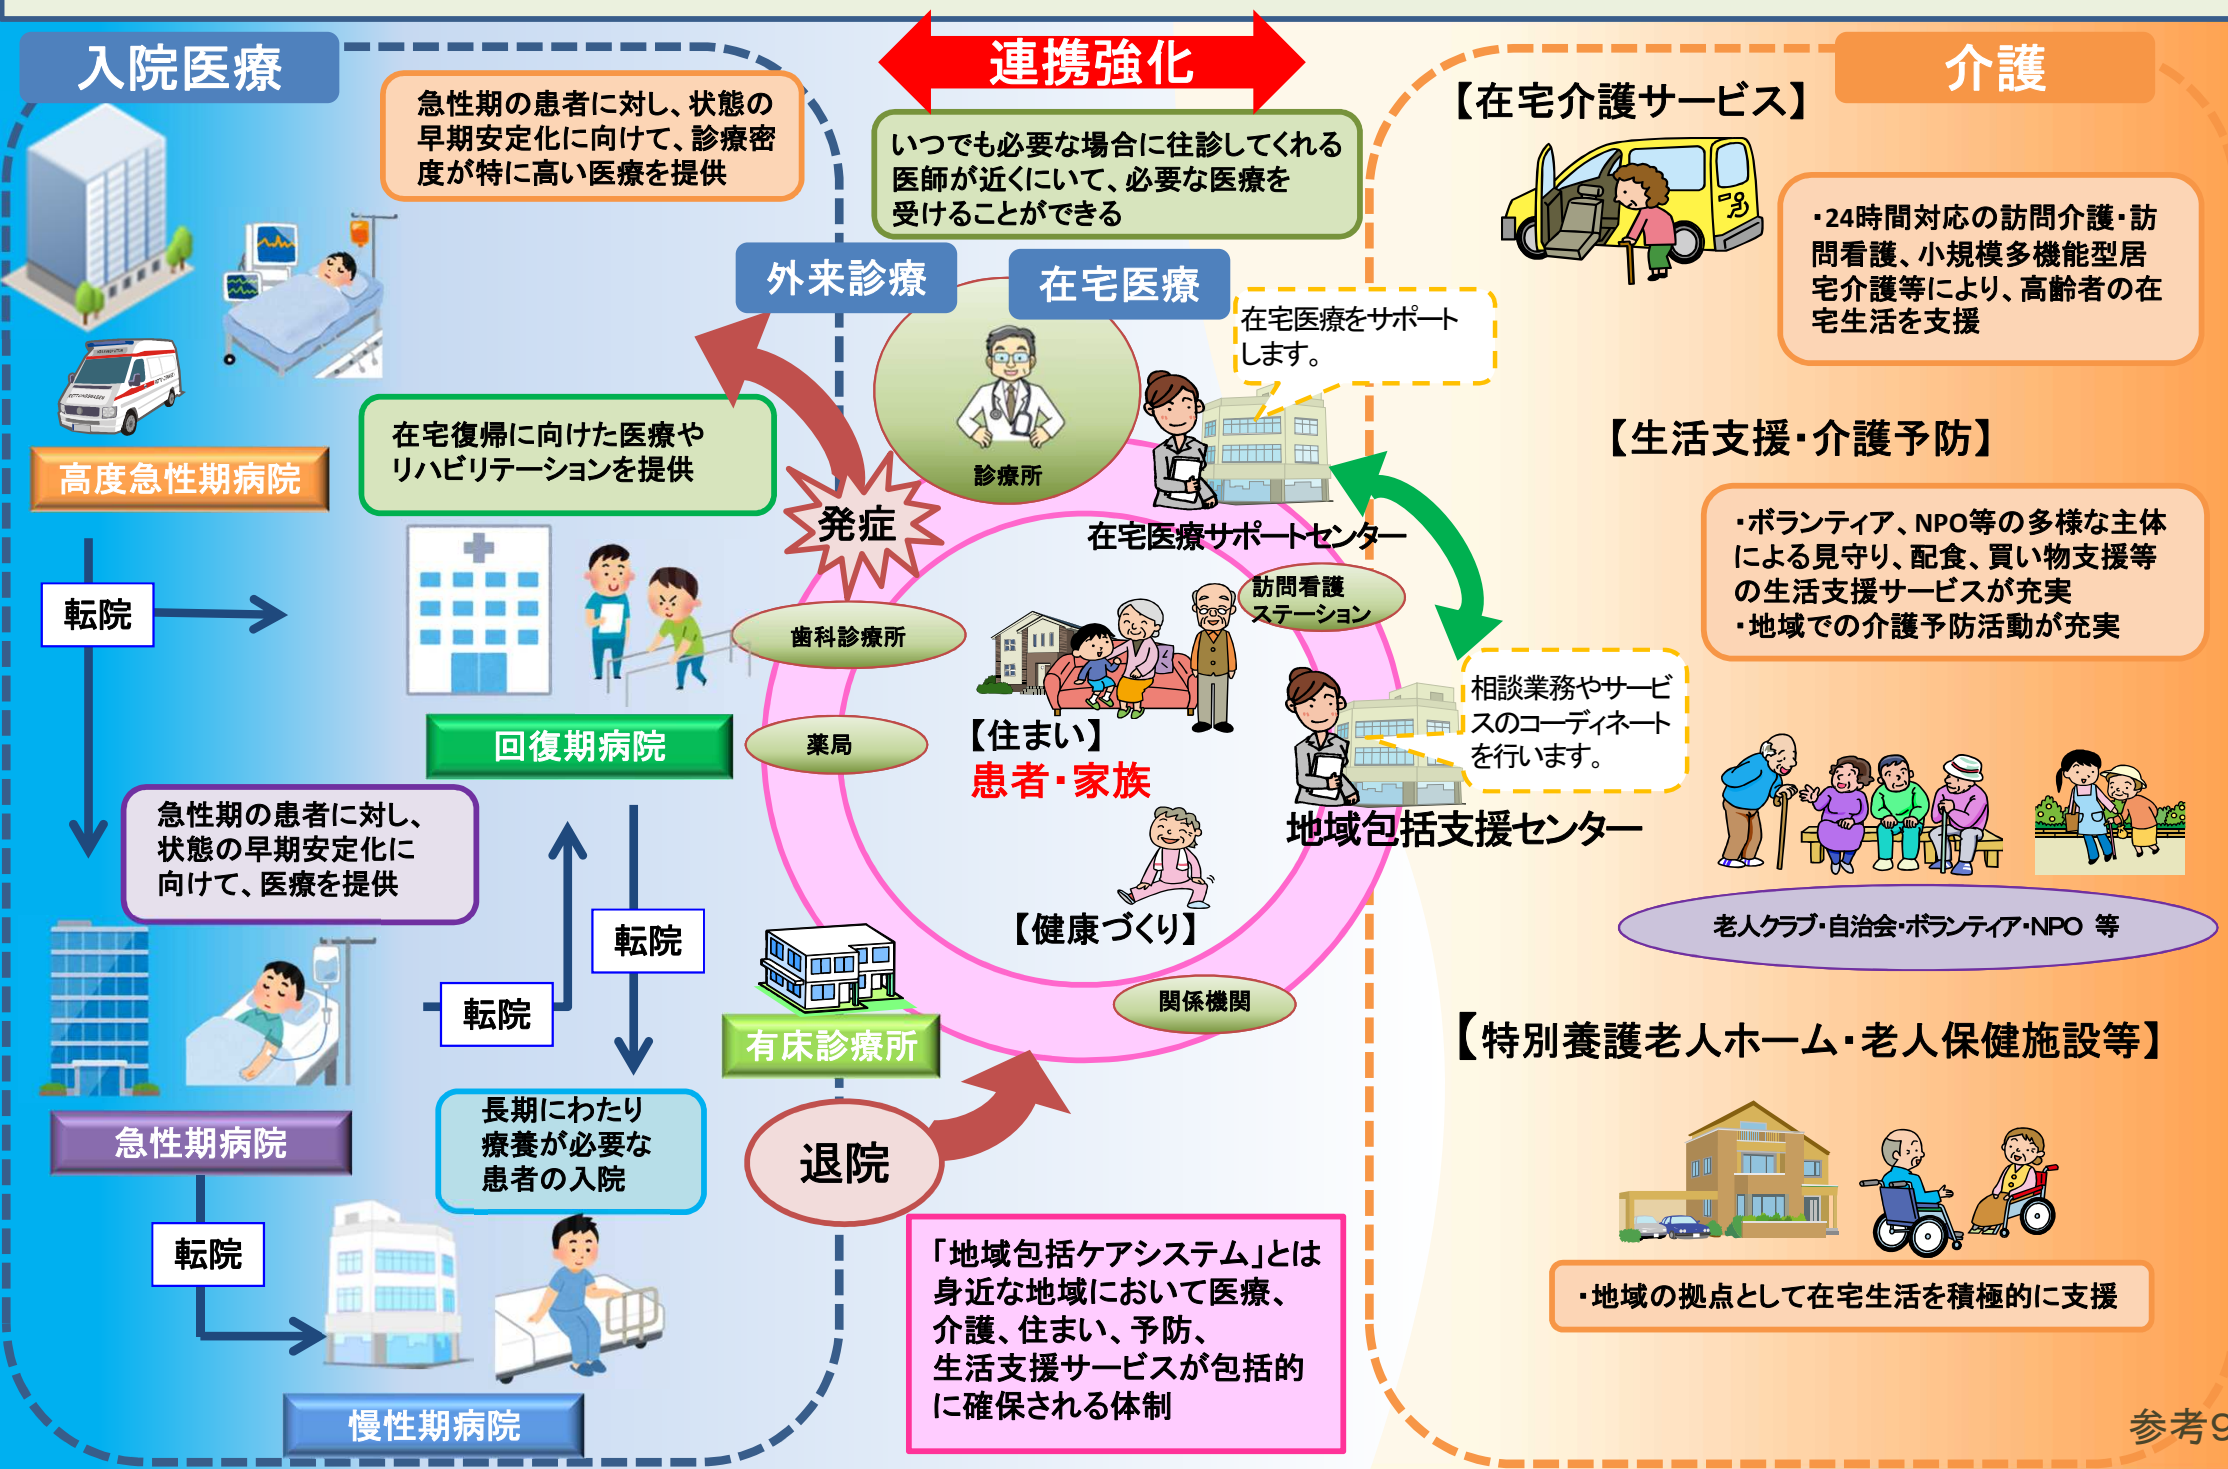 入院医療
急性期の患者に対し、状態の
早期安定化に向けて、診療密
度が特に高い医療を提供
高度急性期病院
転院
在宅復帰に向けた医療や
リハビリテーションを提供
回復期病院
急性期の患者に対し、
状態の早期安定化に
向けて、医療を提供
急性期病院
転院
転院
転院
長期にわたり
療養が必要な
患者の入院
慢性期病院
連携強化
いつでも必要な場合に往診してくれる
医師が近くにいて、必要な医療を
受けることができる
外来診療
在宅医療
診療所
在宅医療をサポート
します。
在宅医療サポートセンター
発症
歯科診療所
訪問看護
ステーション
薬局
【住まい】
患者・家族
相談業務やサービ
スのコーディネート
を行います。
地域包括支援センター
【健康づくり】
有床診療所
関係機関
退院
「地域包括ケアシステム」とは
身近な地域において医療、
介護、住まい、予防、
生活支援サービスが包括的
に確保される体制
介護
【在宅介護サービス】
・24時間対応の訪問介護・訪
問看護、小規模多機能型居
宅介護等により、高齢者の在
宅生活を支援
【生活支援・介護予防】
・ボランティア、NPO等の多様な主体
による見守り、配食、買い物支援等
の生活支援サービスが充実
・地域での介護予防活動が充実
老人クラブ・自治会・ボランティア・NPO 等
【特別養護老人ホーム・老人保健施設等】
・地域の拠点として在宅生活を積極的に支援
参考9